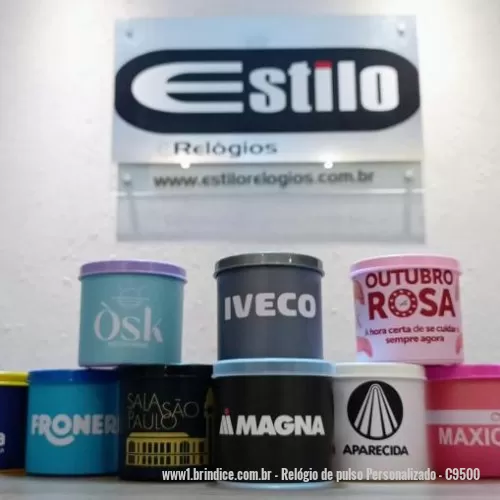 Estilo
Relógios
www.estilorelogios.com.br
Òsk
IVECO
OUTUBRO
ROSA
A hora certa de se cuidar é
sempre agora
a
FRONERI
SALA
SÃO
PAULO
MAGNA
APARECIDA
MAXIC
www1.brindice.com.br - Relógio de pulso Personalizado - C9500